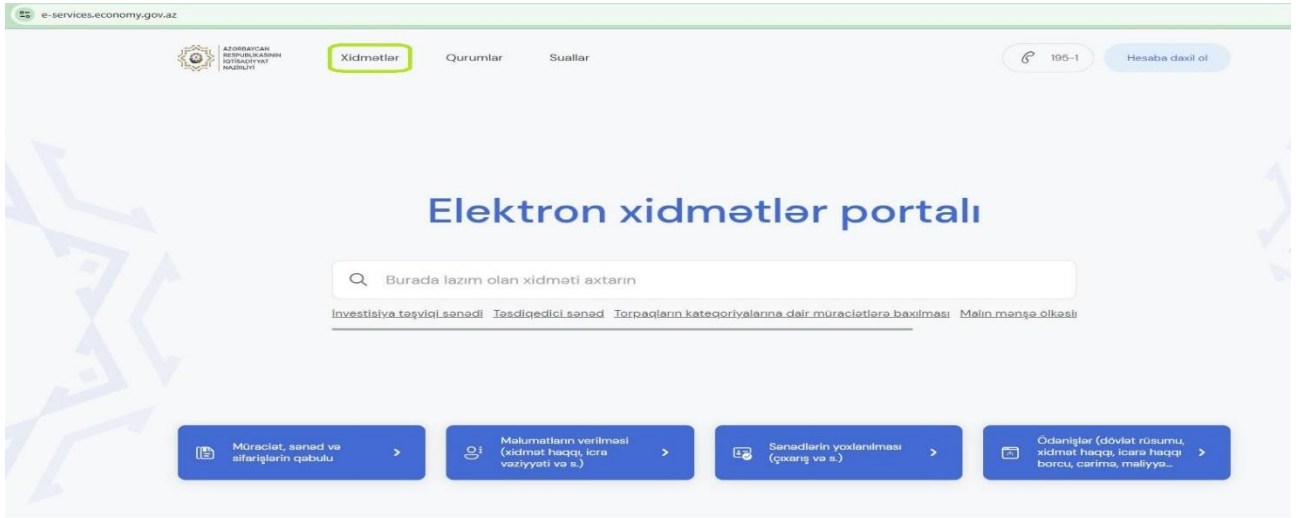 e-services.economy.gov.az
AZƏRBAYCAN
RESPUBLİKASININ
İQTİSADİYYAT
NAZİRLİYİ
Xidmətlər
Qurumlar
Suallar
195-1
Hesaba daxil ol
Elektron xidmətlər portalı
Burada lazım olan xidməti axtarın
İnvestisiya təşviqi sənədi Təsdiqedici sənəd Torpaqların kateqoriyalarına dair müraciətlərə baxılması Malın mənşə ölkəsi
Müraciət, sənəd və
sifarişlərin qəbulu
Məlumatların verilməsi
(xidmət haqqı, icra
vəziyyəti və s.)
Sənədlərin yoxlanılması
(çıxarış və s.)
Ödənişlər (dövlət rüsumu,
xidmət haqqı, icarə haqqı
borcu, cərimə, maliyyə...